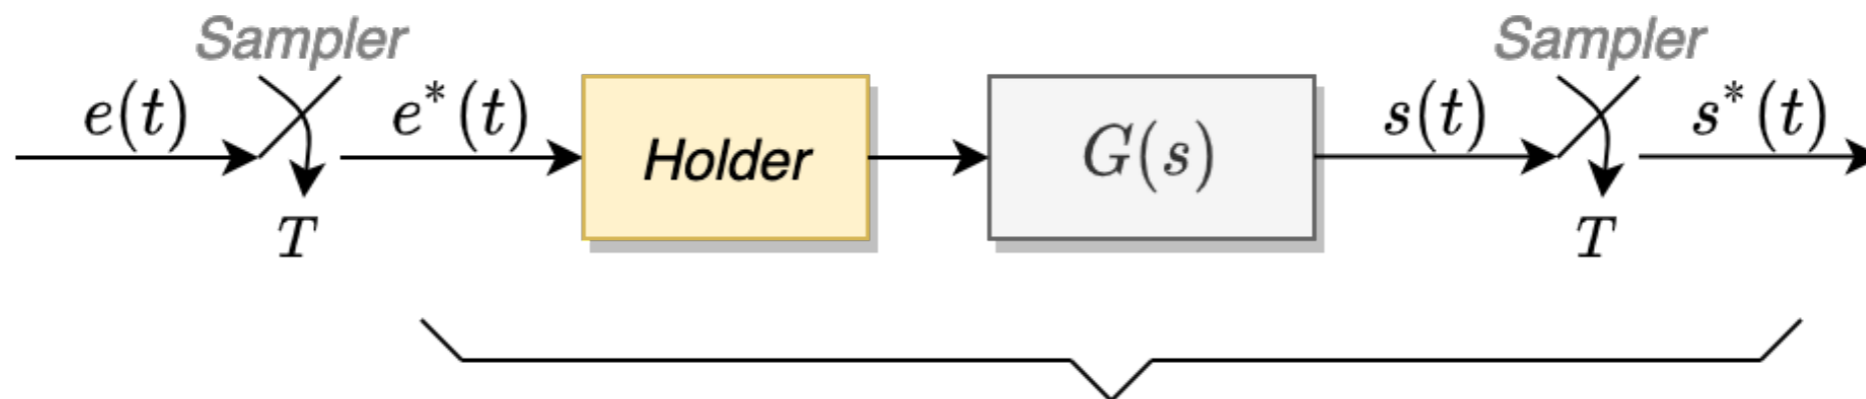 Sampler Sampler
e(t) e*(t) Holder G(s) s(t) s*(t)
T T